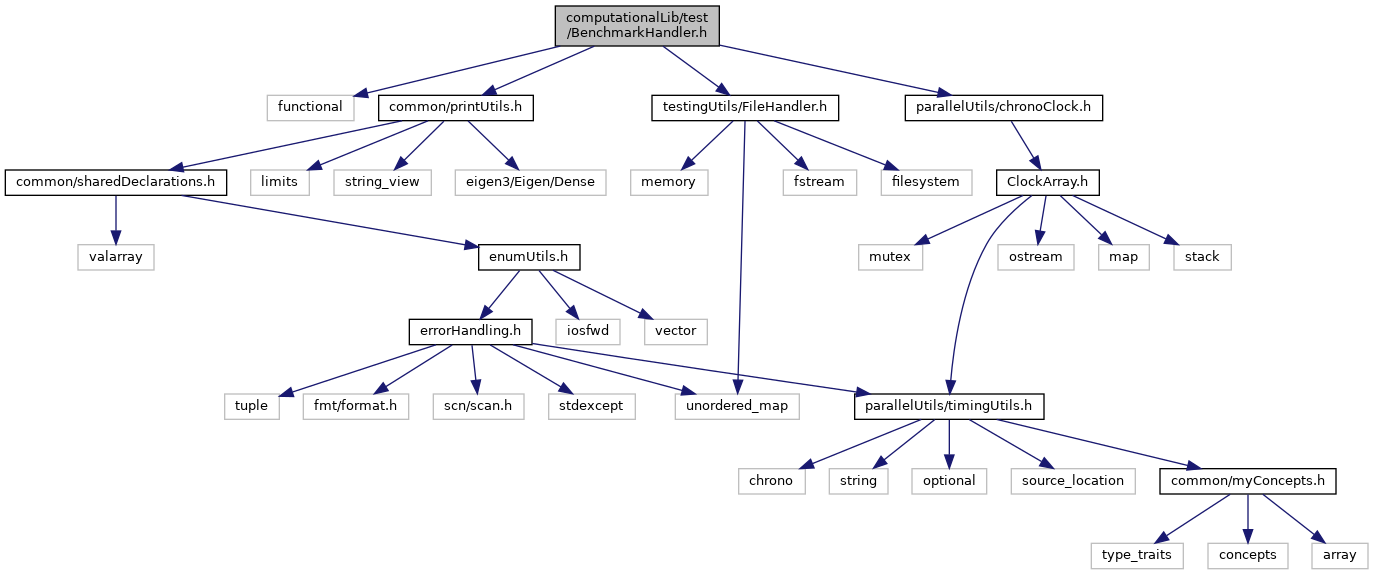 computationalLib/test
/BenchmarkHandler.h
functional
common/printUtils.h
testingUtils/FileHandler.h
parallelUtils/chronoClock.h
common/sharedDeclarations.h
limits
string_view
eigen3/Eigen/Dense
memory
fstream
filesystem
ClockArray.h
valarray
enumUtils.h
mutex
ostream
map
stack
errorHandling.h
iosfwd
vector
tuple
fmt/format.h
scn/scan.h
stdexcept
unordered_map
parallelUtils/timingUtils.h
chrono
string
optional
source_location
common/myConcepts.h
type_traits
concepts
array